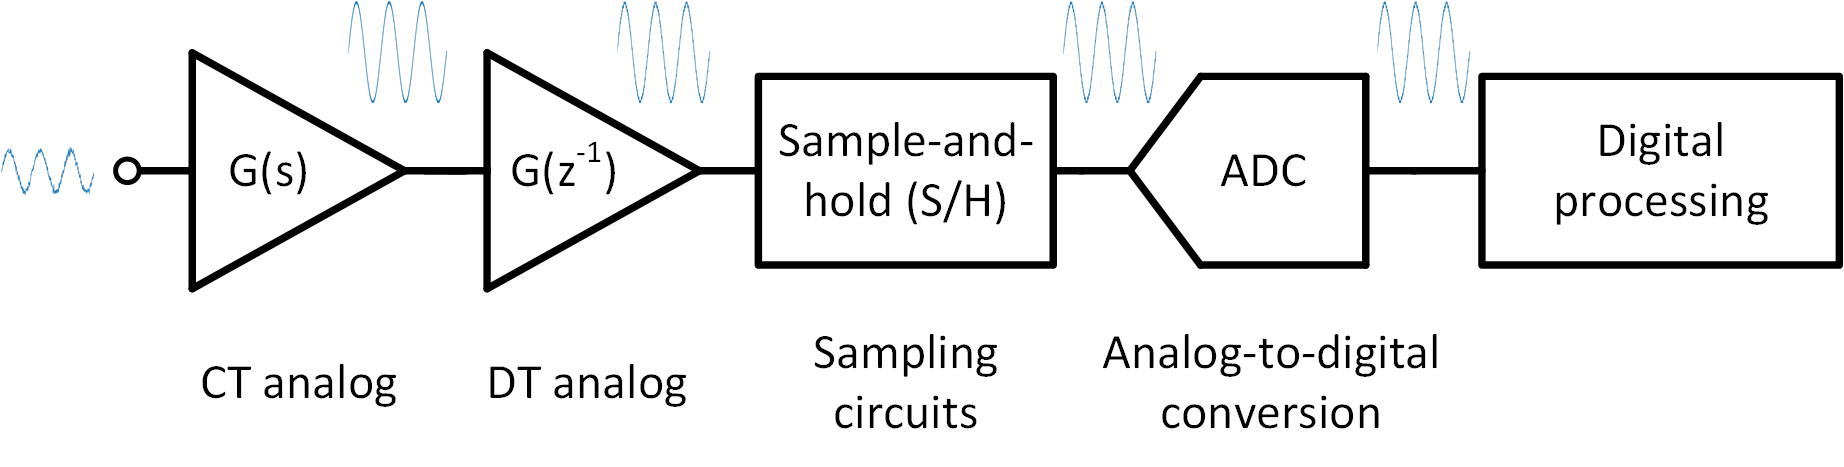 G(s)
G(z⁻¹)
Sample-and-
hold (S/H)
ADC
Digital
processing
CT analog
DT analog
Sampling
circuits
Analog-to-digital
conversion